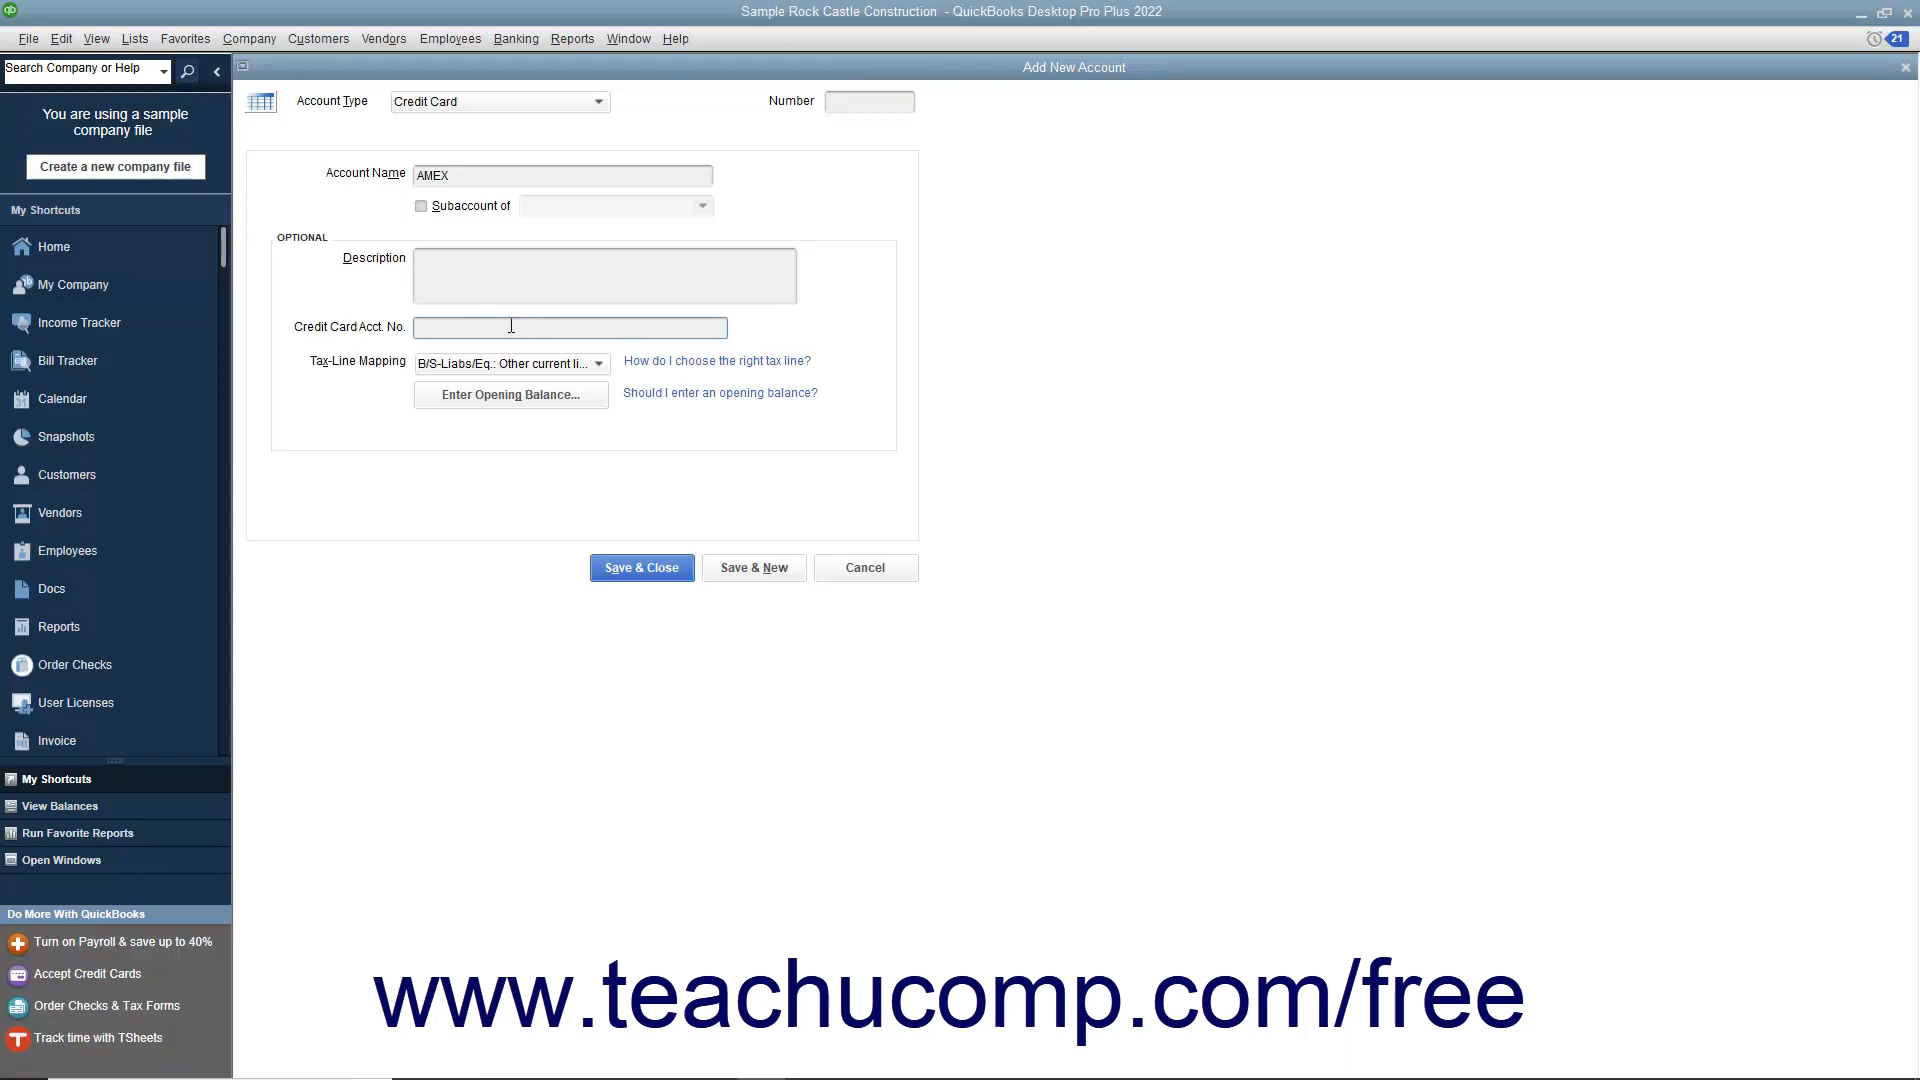 qb
Sample Rock Castle Construction - QuickBooks Desktop Pro Plus 2022
File Edit View Lists Favorites Company Customers Vendors Employees Banking Reports Window Help
21
Search Company or Help
Add New Account
You are using a sample
company file
Create a new company file
My Shortcuts
Home
My Company
Income Tracker
Bill Tracker
Calendar
Snapshots
Customers
Vendors
Employees
Docs
Reports
Order Checks
User Licenses
Invoice
My Shortcuts
View Balances
Run Favorite Reports
Open Windows
Do More With QuickBooks
Turn on Payroll & save up to 40%
Accept Credit Cards
Order Checks & Tax Forms
Track time with TSheets
Account Type Credit Card Number
Account Name AMEX
Subaccount of
OPTIONAL
Description
Credit Card Acct. No.
Tax-Line Mapping B/S-Liabs/Eq.: Other current li... How do I choose the right tax line?
Enter Opening Balance... Should I enter an opening balance?
Save & Close Save & New Cancel
www.teachucomp.com/free